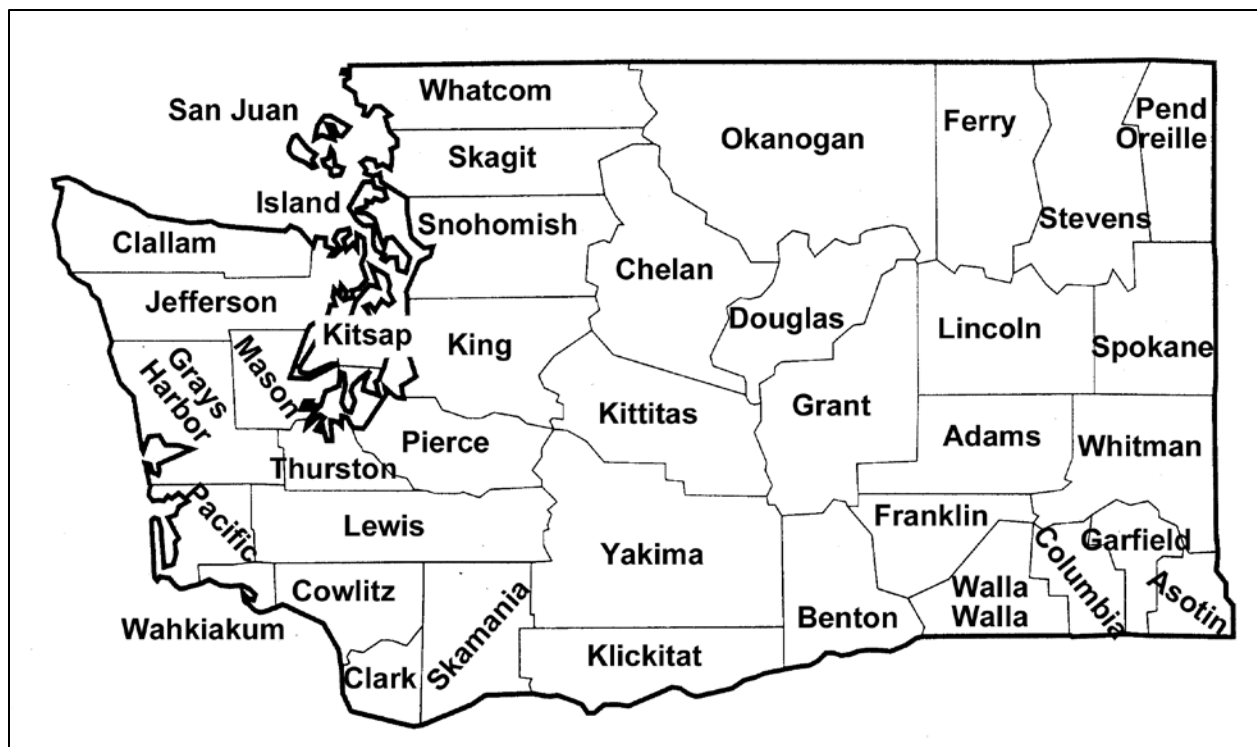 Whatcom
San Juan
Okanogan
Ferry
Pend
Oreille
Skagit
Island
Snohomish
Stevens
Clallam
Chelan
Jefferson
Douglas
Lincoln
Kitsap
King
Spokane
Mason
Grays
Harbor
Kittitas
Grant
Pierce
Adams
Whitman
Thurston
Pacific
Lewis
Franklin
Yakima
Columbia
Garfield
Cowlitz
Walla
Walla
Asotin
Wahkiakum
Skamania
Benton
Klickitat
Clark